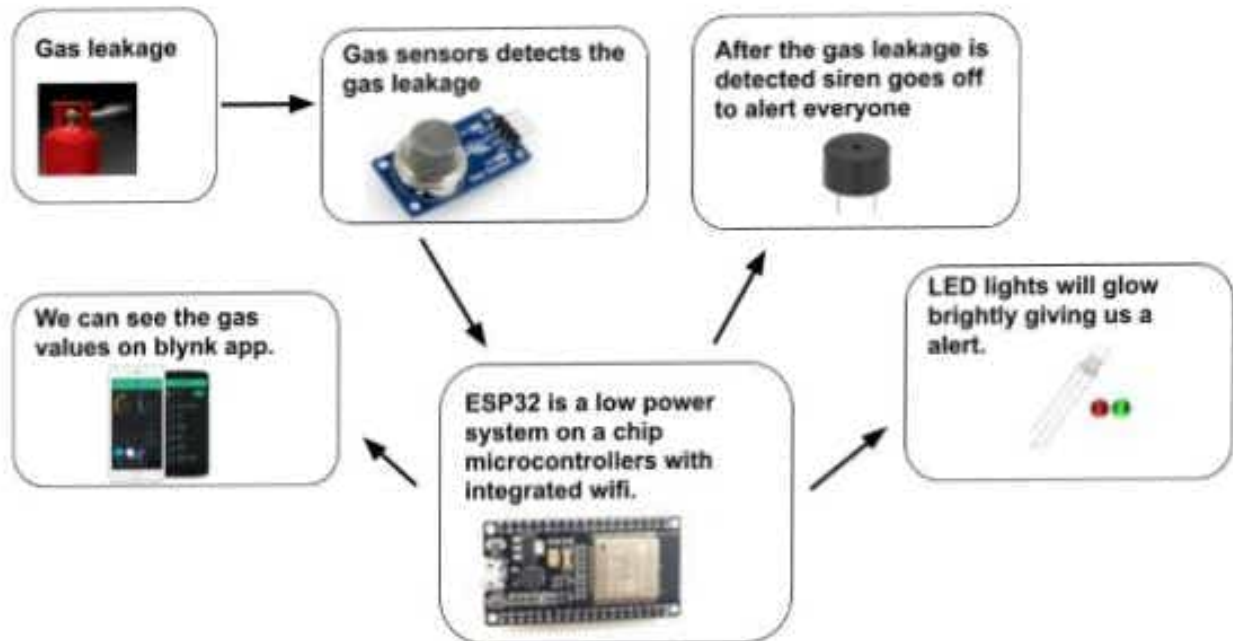 Gas leakage
Gas sensors detects the
gas leakage
After the gas leakage is
detected siren goes off
to alert everyone
We can see the gas
values on blynk app.
ESP32 is a low power
system on a chip
microcontrollers with
integrated wifi.
LED lights will glow
brightly giving us a
alert.